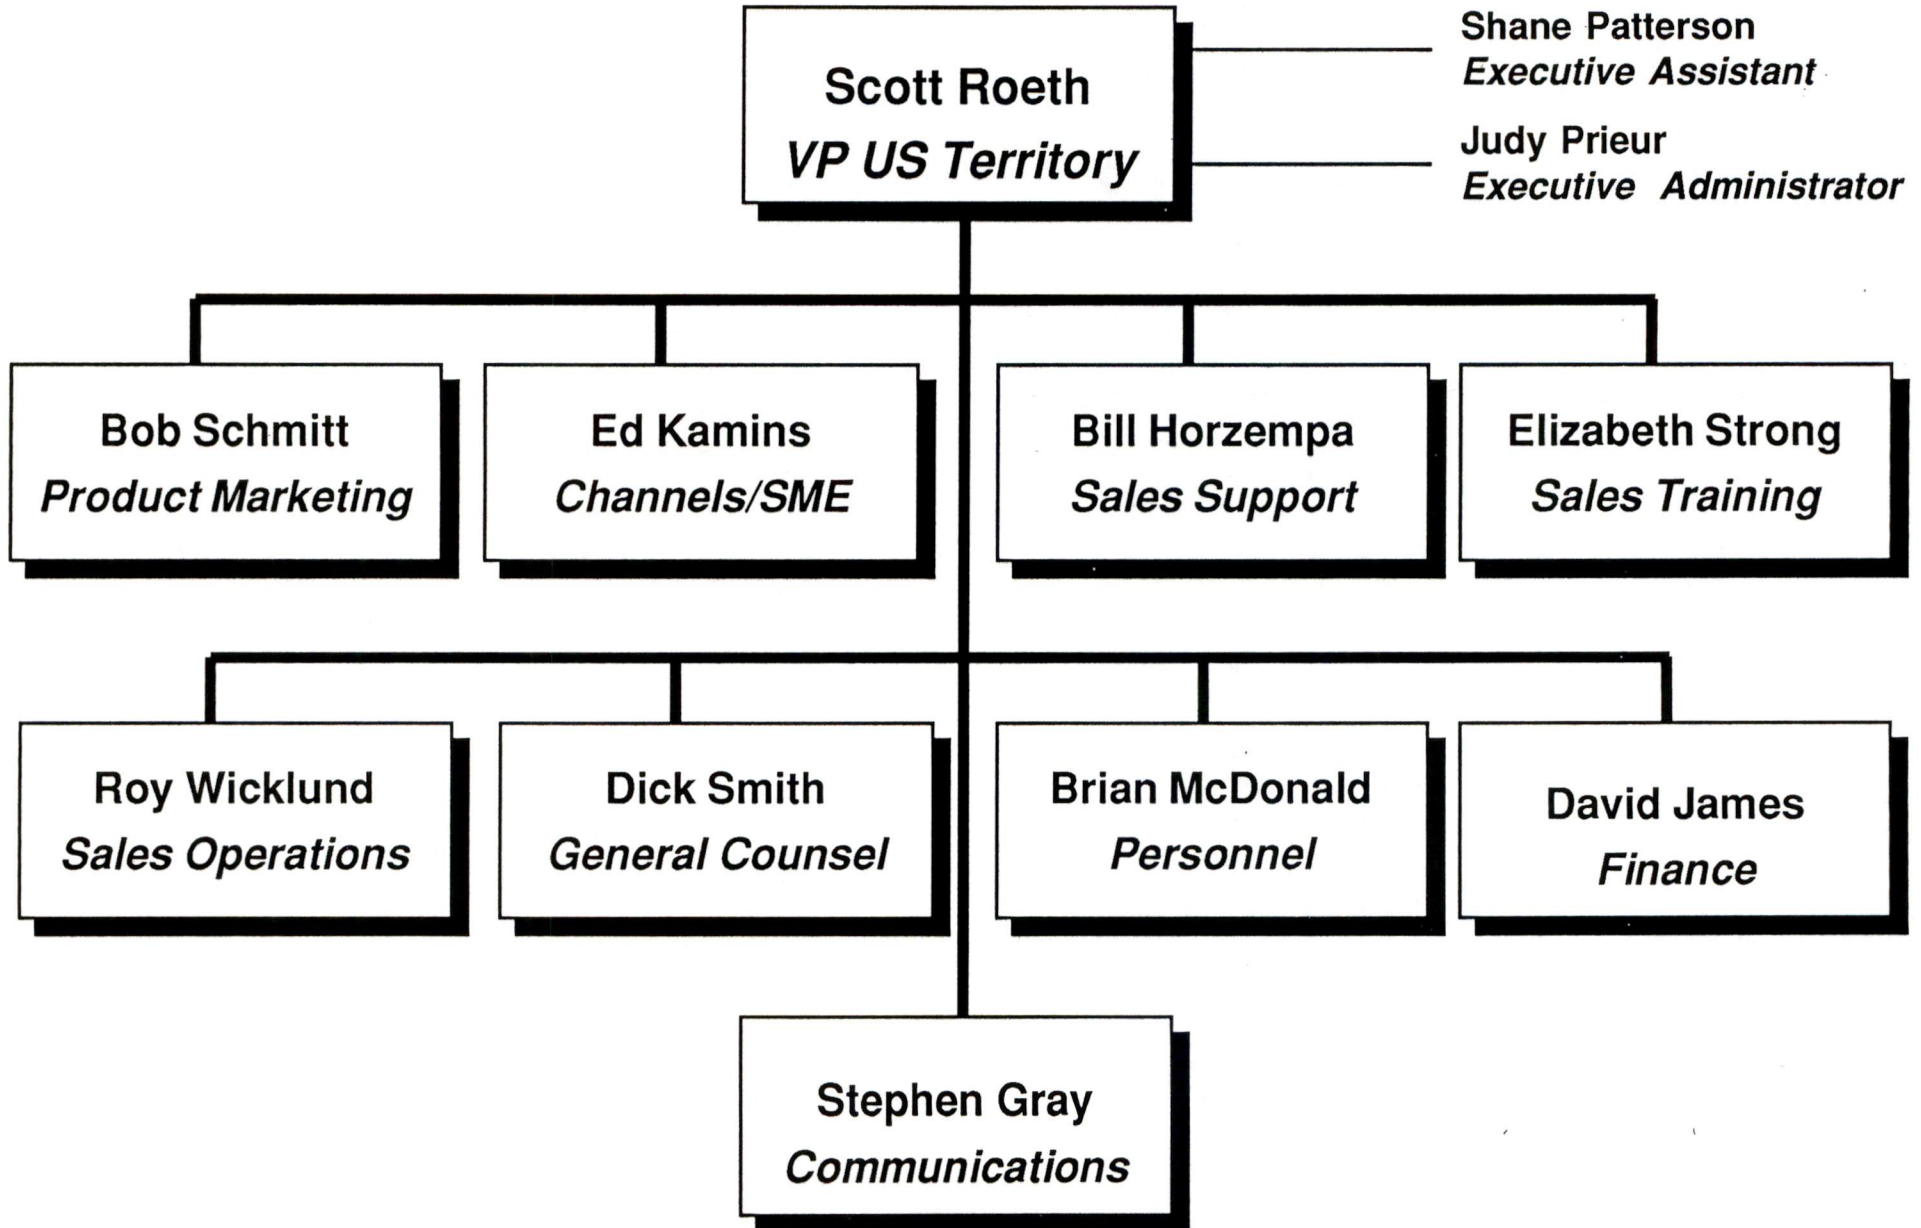 Scott Roeth
VP US Territory
Shane Patterson
Executive Assistant
Judy Prieur
Executive Administrator
Bob Schmitt
Product Marketing
Ed Kamins
Channels/SME
Bill Horzempa
Sales Support
Elizabeth Strong
Sales Training
Roy Wicklund
Sales Operations
Dick Smith
General Counsel
Brian McDonald
Personnel
David James
Finance
Stephen Gray
Communications